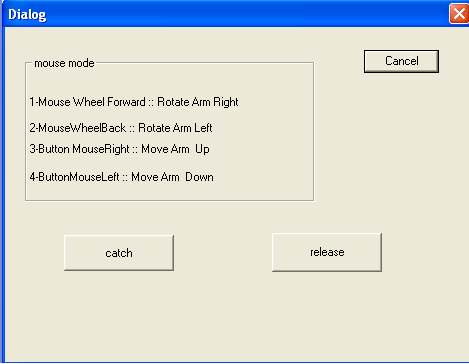 Dialog
Cancel
mouse mode
1-Mouse Wheel Forward :: Rotate Arm Right
2-MouseWheelBack :: Rotate Arm Left
3-Button MouseRight :: Move Arm  Up
4-ButtonMouseLeft :: Move Arm  Down
catch
release